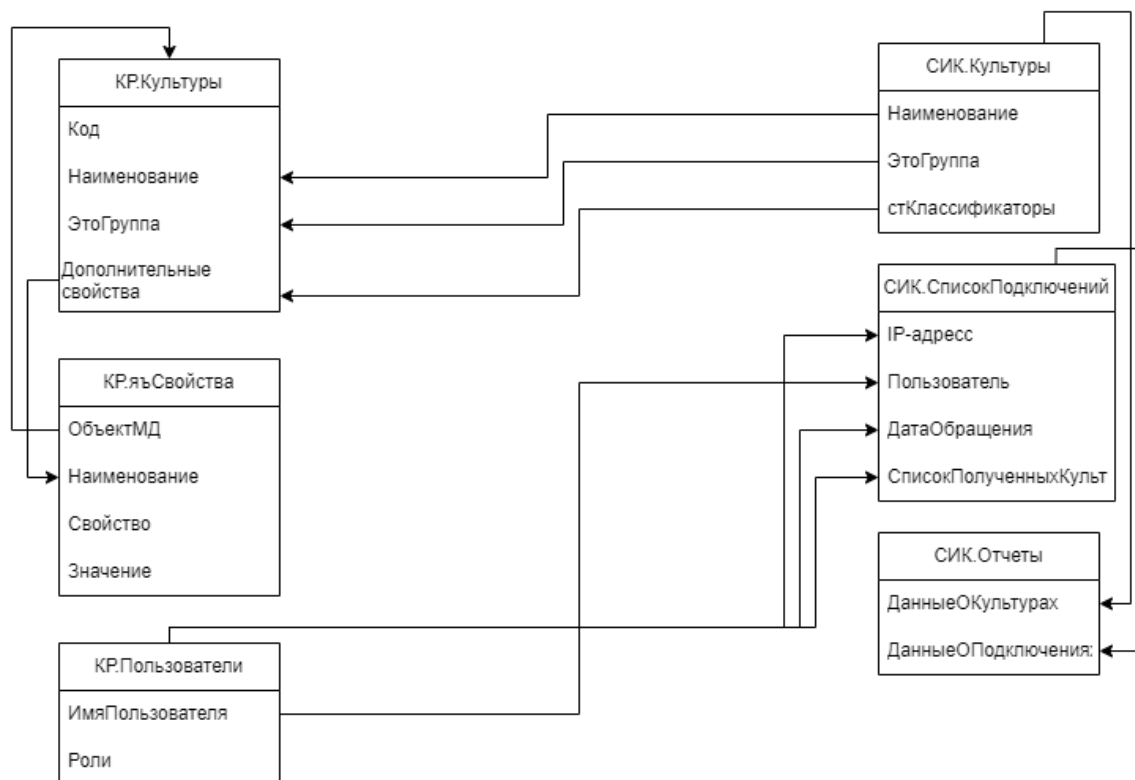 КР.Культуры
Код
Наименование
ЭтоГруппа
Дополнительные
свойства
КР.яъСвойства
ОбъектМД
Наименование
Свойство
Значение
КР.Пользователи
ИмяПользователя
Роли
СИК.Культуры
Наименование
ЭтоГруппа
стКлассификаторы
СИК.СписокПодключений
IP-адресс
Пользователь
ДатаОбращения
СписокПолученныхКульт
СИК.Отчеты
ДанныеОКультурах
ДанныеОПодключениях